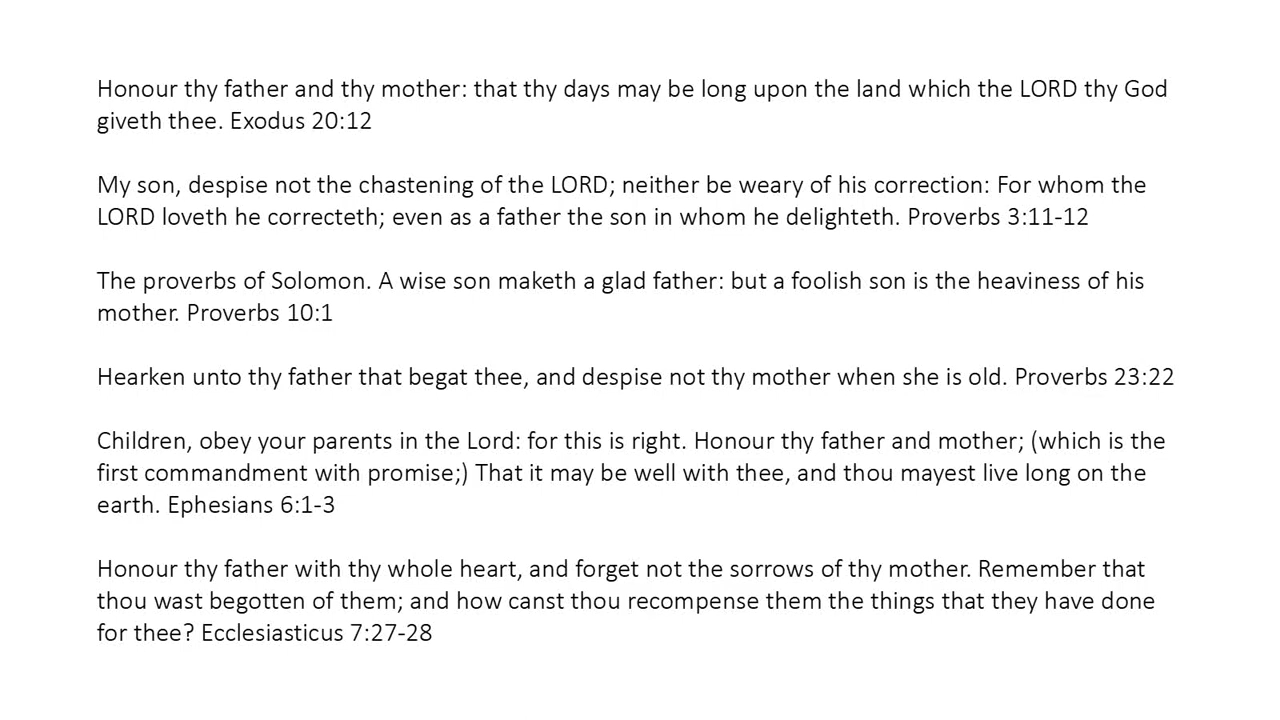 Honour thy father and thy mother: that thy days may be long upon the land which the LORD thy God
giveth thee. Exodus 20:12
My son, despise not the chastening of the LORD; neither be weary of his correction: For whom the
LORD loveth he correcteth; even as a father the son in whom he delighteth. Proverbs 3:11-12
The proverbs of Solomon. A wise son maketh a glad father: but a foolish son is the heaviness of his
mother. Proverbs 10:1
Hearken unto thy father that begat thee, and despise not thy mother when she is old. Proverbs 23:22
Children, obey your parents in the Lord: for this is right. Honour thy father and mother; (which is the
first commandment with promise;) That it may be well with thee, and thou mayest live long on the
earth. Ephesians 6:1-3
Honour thy father with thy whole heart, and forget not the sorrows of thy mother. Remember that
thou wast begotten of them; and how canst thou recompense them the things that they have done
for thee? Ecclesiasticus 7:27-28